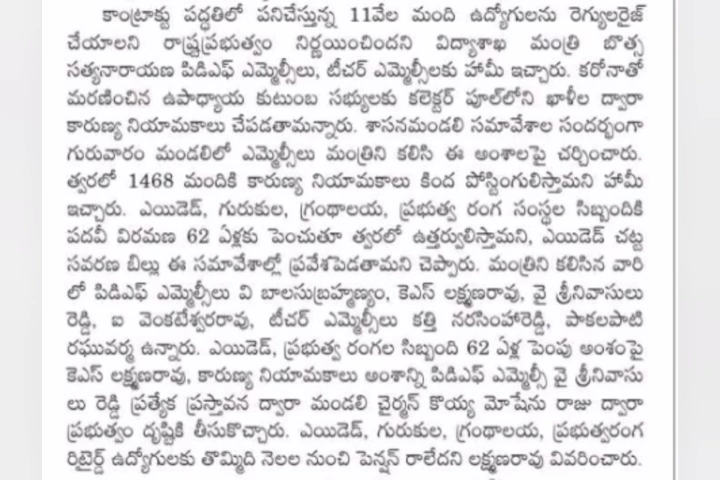 కాంట్రాక్టు పద్ధతిలో పనిచేస్తున్న 11వేల మంది ఉద్యోగులను రెగ్యులరైజ్
చేయాలని రాష్ట్రప్రభుత్వం నిర్ణయించిందని విద్యాశాఖ మంత్రి బొత్స
సత్యనారాయణ పిడిఎఫ్ ఎమ్మెల్సీలు, టీచర్ ఎమ్మెల్సీలకు హామీ ఇచ్చారు. కరోనాతో
మరణించిన ఉపాధ్యాయ కుటుంబ సభ్యులకు కలెక్టర్ పూల్‌లోని ఖాళీల ద్వారా
కారుణ్య నియామకాలు చేపడతామన్నారు. శాసనమండలి సమావేశాల సందర్భంగా
గురువారం మండలిలో ఎమ్మెల్సీలు మంత్రిని కలిసి ఈ అంశాలపై చర్చించారు.
త్వరలో 1468 మందికి కారుణ్య నియామకాలు కింద పోస్టింగులిస్తామని హామీ
ఇచ్చారు. ఎయిడెడ్, గురుకుల, గ్రంథాలయ, ప్రభుత్వ రంగ సంస్థల సిబ్బందికి
పదవీ విరమణ 62 ఏళ్లకు పెంచుతూ త్వరలో ఉత్తర్వులిస్తామని, ఎయిడెడ్ చట్ట
సవరణ బిల్లు ఈ సమావేశాల్లో ప్రవేశపెడతామని చెప్పారు. మంత్రిని కలిసిన వారి
లో పిడిఎఫ్ ఎమ్మెల్సీలు వి బాలసుబ్రహ్మణ్యం, కెఎస్ లక్ష్మణరావు, వై శ్రీనివాసులు
రెడ్డి, ఐ వెంకటేశ్వరరావు, టీచర్ ఎమ్మెల్సీలు కత్తి నరసింహారెడ్డి, పాకలపాటి
రఘువర్మ ఉన్నారు. ఎయిడెడ్, ప్రభుత్వ రంగల సిబ్బంది 62 ఏళ్ల పెంపు అంశంపై
కెఎస్ లక్ష్మణరావు, కారుణ్య నియామకాలు అంశాన్ని పిడిఎఫ్ ఎమ్మెల్సీ వై శ్రీనివాసు
లు రెడ్డి ప్రత్యేక ప్రస్తావన ద్వారా మండలి చైర్మన్ కొయ్య మోషేను రాజు ద్వారా
ప్రభుత్వం దృష్టికి తీసుకొచ్చారు. ఎయిడెడ్, గురుకుల, గ్రంథాలయ, ప్రభుత్వరంగ
రిటైర్డ్ ఉద్యోగులకు తొమ్మిది నెలల నుంచి పెన్షన్ రాలేదని లక్ష్మణరావు వివరించారు.